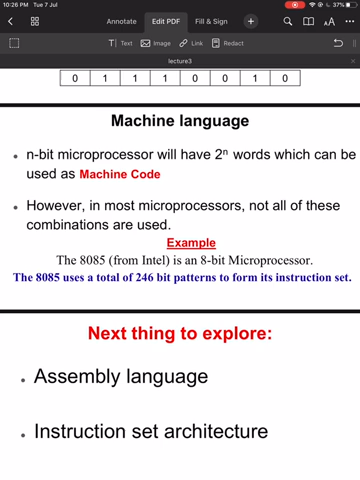 10:26 PM Tue 7 Jul
37%
Annotate Edit PDF Fill & Sign
Text Image Link Redact
lecture3
0 1 1 1 0 0 1 0
Machine language
• n-bit microprocessor will have 2ⁿ words which can be
used as Machine Code
• However, in most microprocessors, not all of these
combinations are used.
Example
The 8085 (from Intel) is an 8-bit Microprocessor.
The 8085 uses a total of 246 bit patterns to form its instruction set.
Next thing to explore:
• Assembly language
• Instruction set architecture